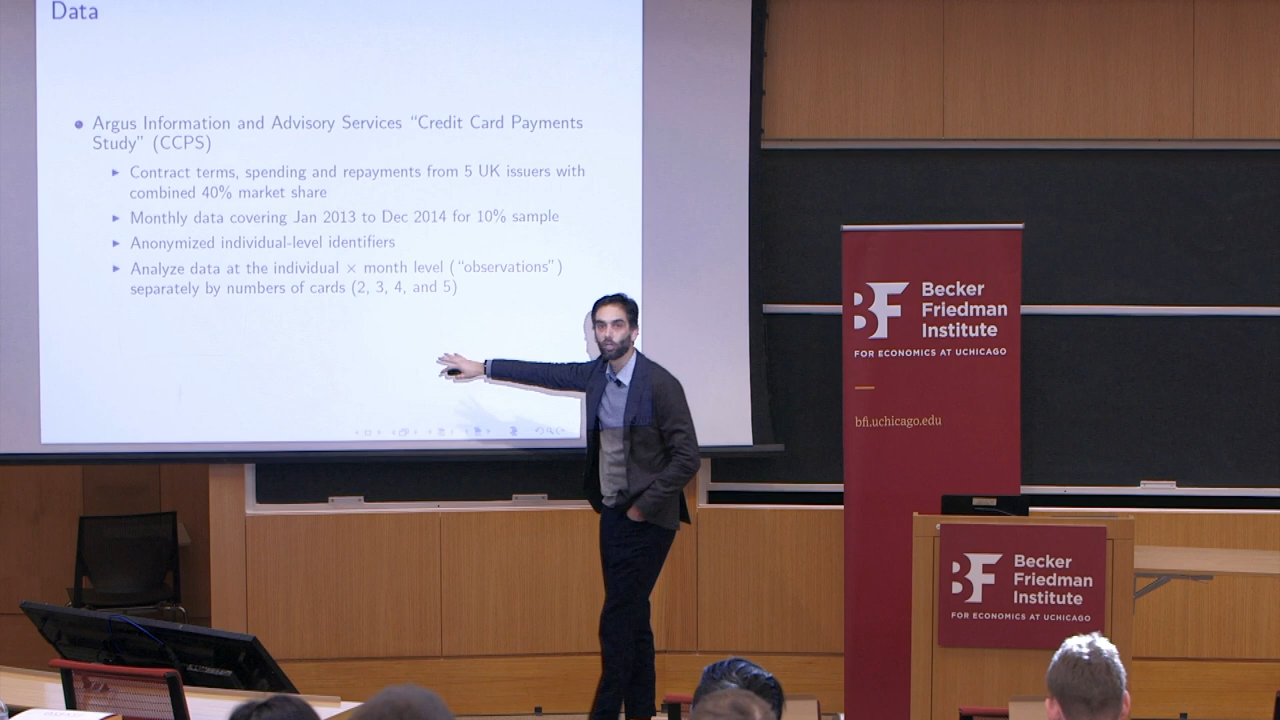 Data
Argus Information and Advisory Services “Credit Card Payments
Study” (CCPS)
Contract terms, spending and repayments from 5 UK issuers with
combined 40% market share
Monthly data covering Jan 2013 to Dec 2014 for 10% sample
Anonymized individual-level identifiers
Analyze data at the individual × month level (“observations”)
separately by numbers of cards (2, 3, 4, and 5)
BF
Becker
Friedman
Institute
FOR ECONOMICS AT UCHICAGO
bfi.uchicago.edu
BF
Becker
Friedman
Institute
FOR ECONOMICS AT UCHICAGO